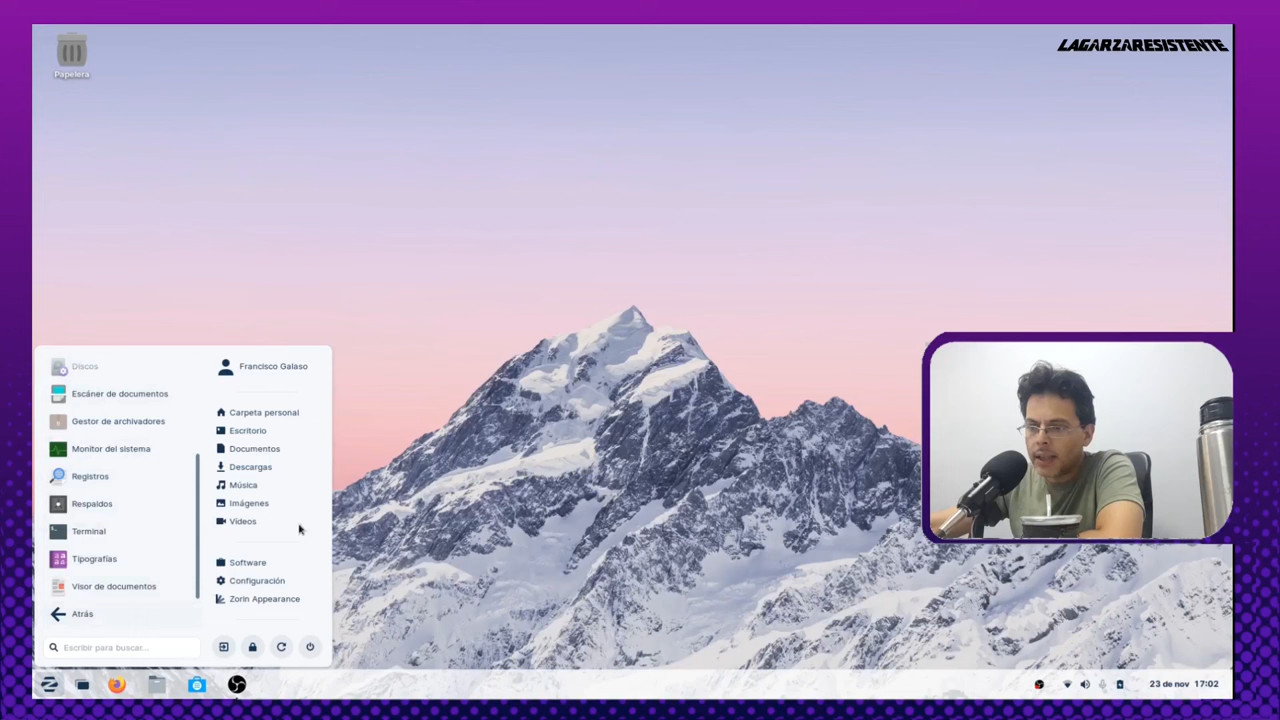 Papelera
LAGARZARESISTENTE
Discos
Escáner de documentos
Gestor de archivadores
Monitor del sistema
Registros
Respaldos
Terminal
Tipografías
Visor de documentos
Atrás
Escribir para buscar...
Francisco Galaso
Carpeta personal
Escritorio
Documentos
Descargas
Música
Imágenes
Vídeos
Software
Configuración
Zorin Appearance
23 de nov 17:02